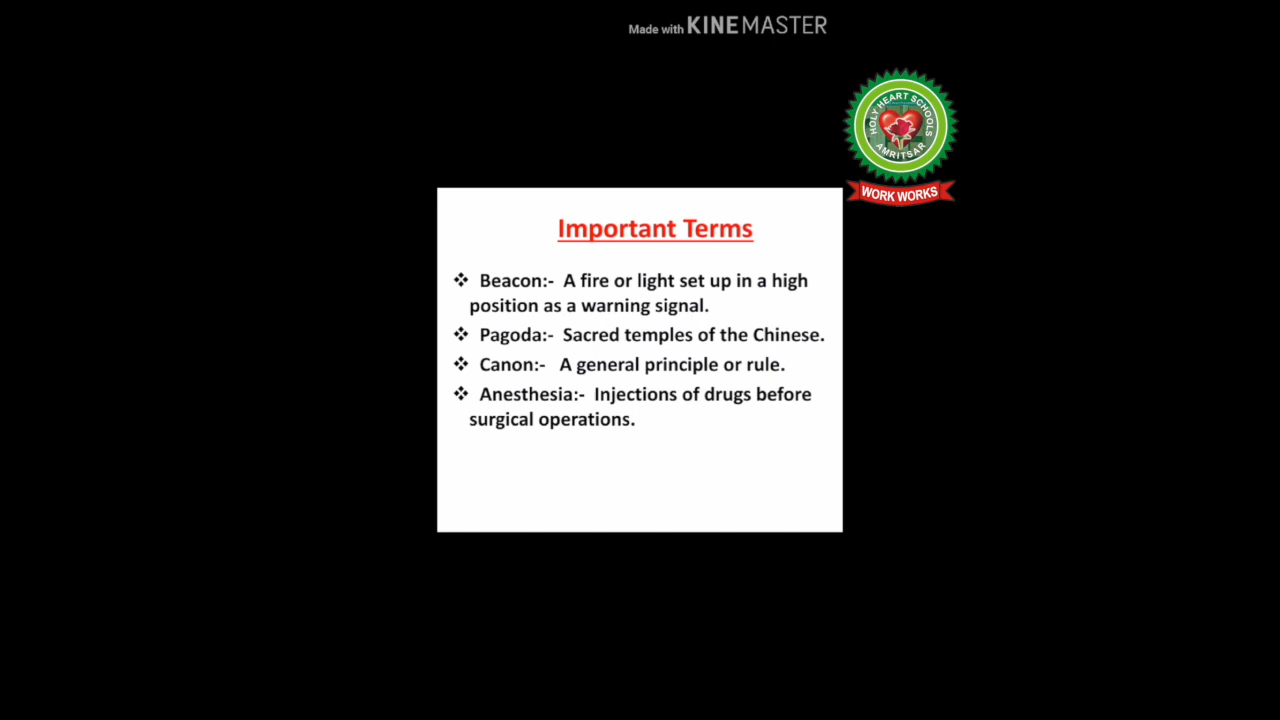 Made with KINEMASTER
HOLY HEART SCHOOLS
AMRITSAR
WORK WORKS
Important Terms
❖ Beacon:- A fire or light set up in a high
position as a warning signal.
❖ Pagoda:- Sacred temples of the Chinese.
❖ Canon:- A general principle or rule.
❖ Anesthesia:- Injections of drugs before
surgical operations.